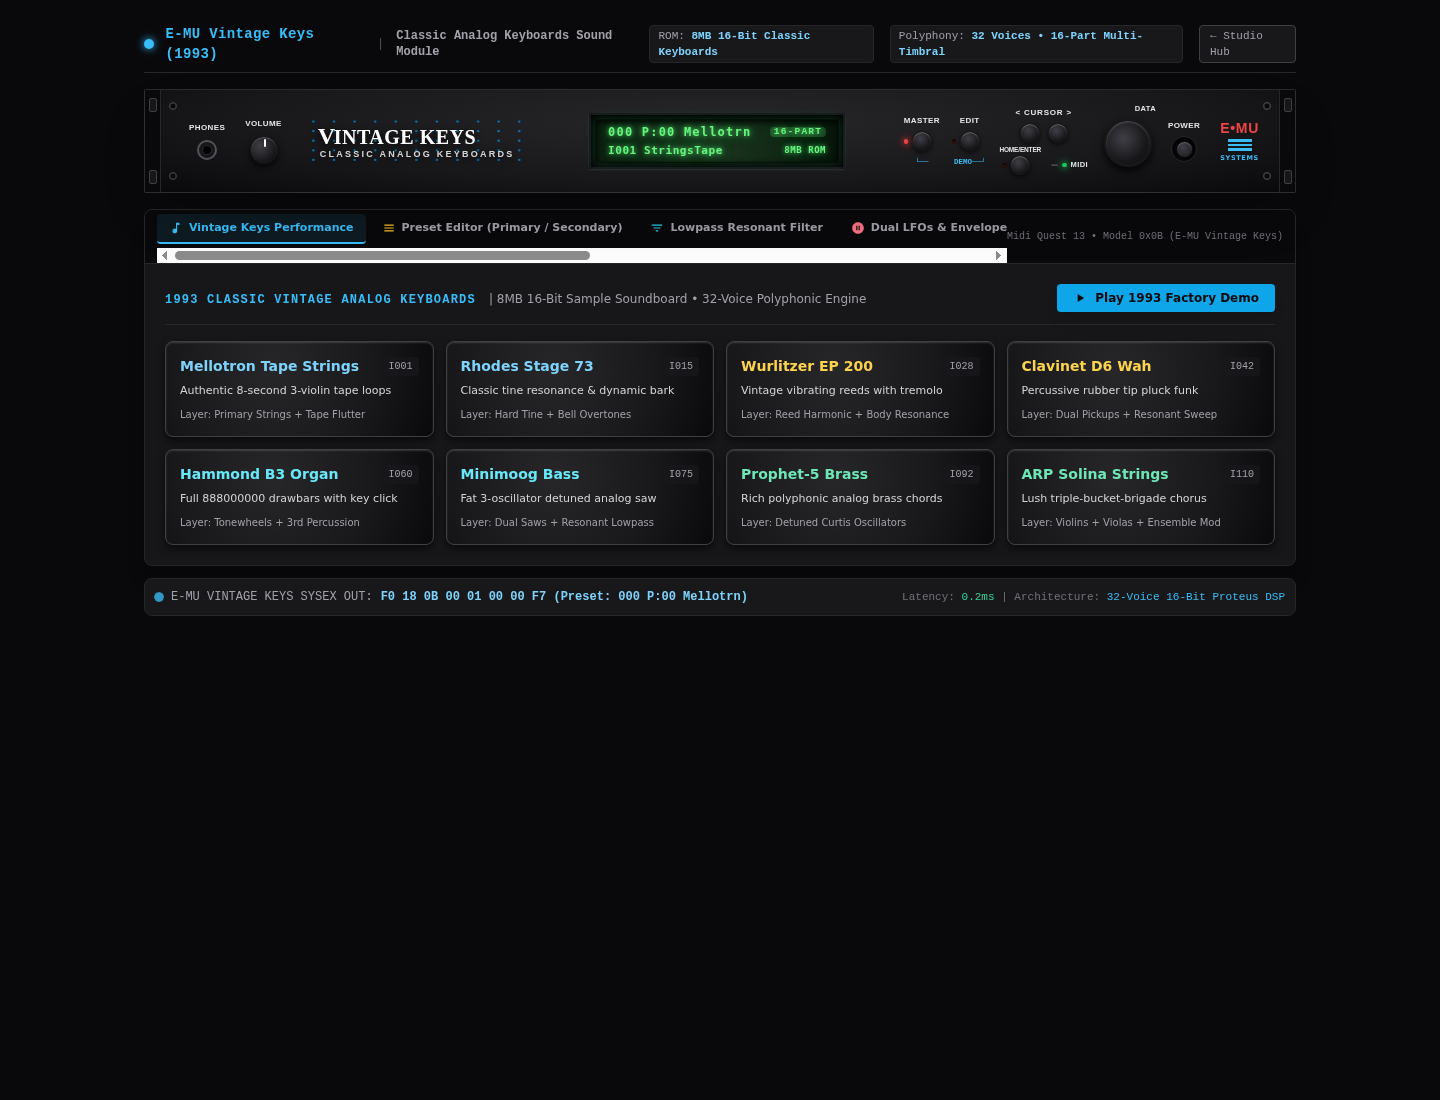 E-MU Vintage Keys (1993)
|
Classic Analog Keyboards Sound Module
ROM: 8MB 16-Bit Classic Keyboards
Polyphony: 32 Voices • 16-Part Multi-Timbral
← Studio Hub
PHONES
VOLUME
VINTAGE KEYS
CLASSIC ANALOG KEYBOARDS
000 P:00 Mellotrn
16-PART
I001 StringsTape
8MB ROM
MASTER
EDIT
DEMO
< CURSOR >
HOME/ENTER
MIDI
DATA
POWER
E•MU
SYSTEMS
Vintage Keys Performance
Preset Editor (Primary / Secondary)
Lowpass Resonant Filter
Dual LFOs & Envelope
Midi Quest 13 • Model 0x0B (E-MU Vintage Keys)
1993 CLASSIC VINTAGE ANALOG KEYBOARDS
| 8MB 16-Bit Sample Soundboard • 32-Voice Polyphonic Engine
Play 1993 Factory Demo
Mellotron Tape Strings
I001
Authentic 8-second 3-violin tape loops
Layer: Primary Strings + Tape Flutter
Rhodes Stage 73
I015
Classic tine resonance & dynamic bark
Layer: Hard Tine + Bell Overtones
Wurlitzer EP 200
I028
Vintage vibrating reeds with tremolo
Layer: Reed Harmonic + Body Resonance
Clavinet D6 Wah
I042
Percussive rubber tip pluck funk
Layer: Dual Pickups + Resonant Sweep
Hammond B3 Organ
I060
Full 888000000 drawbars with key click
Layer: Tonewheels + 3rd Percussion
Minimoog Bass
I075
Fat 3-oscillator detuned analog saw
Layer: Dual Saws + Resonant Lowpass
Prophet-5 Brass
I092
Rich polyphonic analog brass chords
Layer: Detuned Curtis Oscillators
ARP Solina Strings
I110
Lush triple-bucket-brigade chorus
Layer: Violins + Violas + Ensemble Mod
E-MU VINTAGE KEYS SYSEX OUT: F0 18 0B 00 01 00 00 F7 (Preset: 000 P:00 Mellotrn)
Latency: 0.2ms | Architecture: 32-Voice 16-Bit Proteus DSP